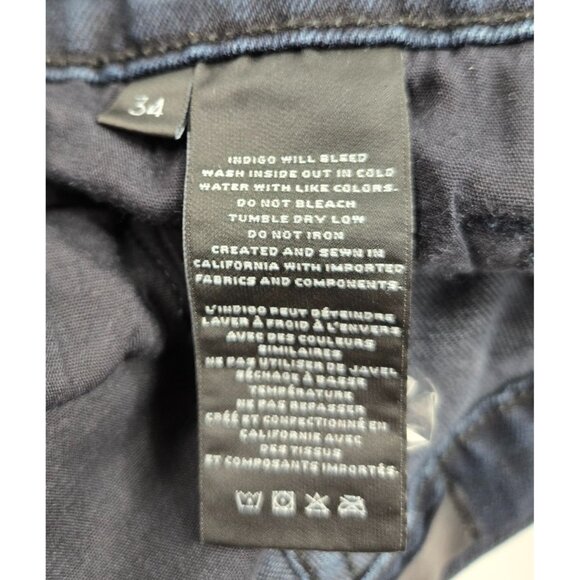 34
INDIGO WILL BLEED
WASH INSIDE OUT IN COLD
WATER WITH LIKE COLORS.
DO NOT BLEACH
TUMBLE DRY LOW
DO NOT IRON
CREATED AND SEWN IN
CALIFORNIA WITH IMPORTED
FABRICS AND COMPONENTS.
L'INDIGO PEUT DÉTEINDRE
LAVER À FROID À L'ENVERS
AVEC DES COULEURS
SIMILAIRES
NE PAS UTILISER DE JAVEL
SÉCHAGE À BASSE
TEMPÉRATURE
NE PAS REPASSER
CRÉÉ ET CONFECTIONNÉ EN
CALIFORNIA AVEC
DES TISSUS
ET COMPOSANTS IMPORTÉS.